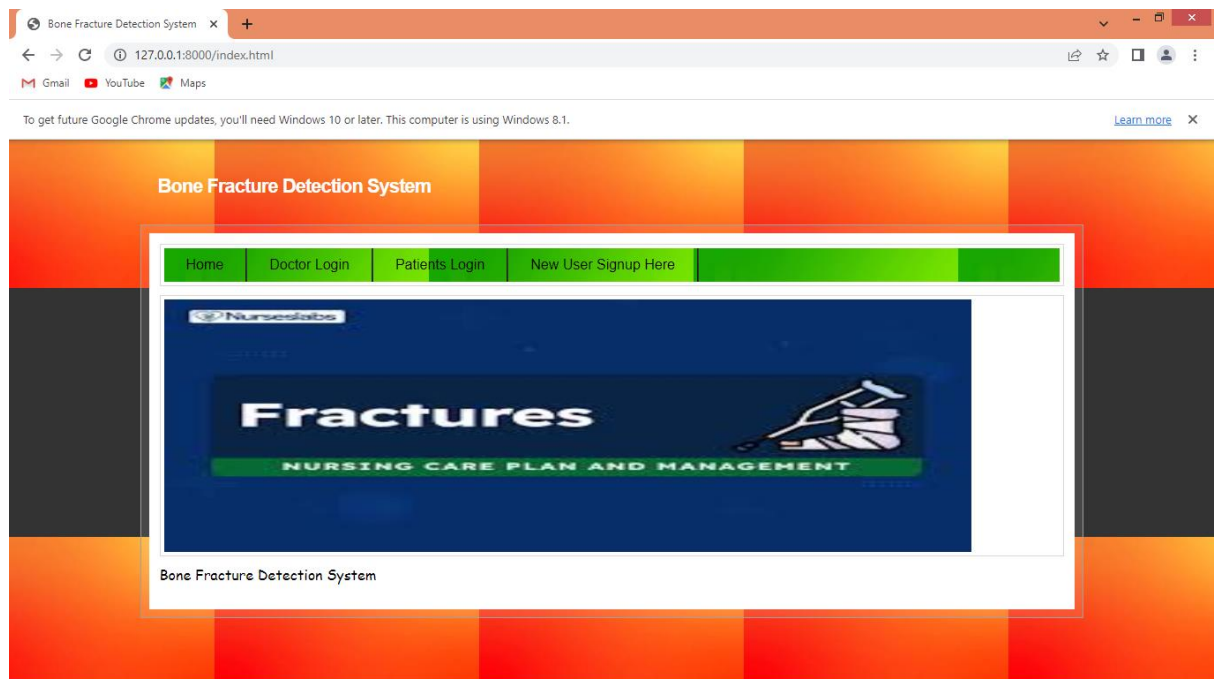 Bone Fracture Detection System
127.0.0.1:8000/index.html
Gmail YouTube Maps
To get future Google Chrome updates, you'll need Windows 10 or later. This computer is using Windows 8.1. Learn more
Bone Fracture Detection System
Home Doctor Login Patients Login New User Signup Here
Nurseslabs
Fractures
NURSING CARE PLAN AND MANAGEMENT
Bone Fracture Detection System